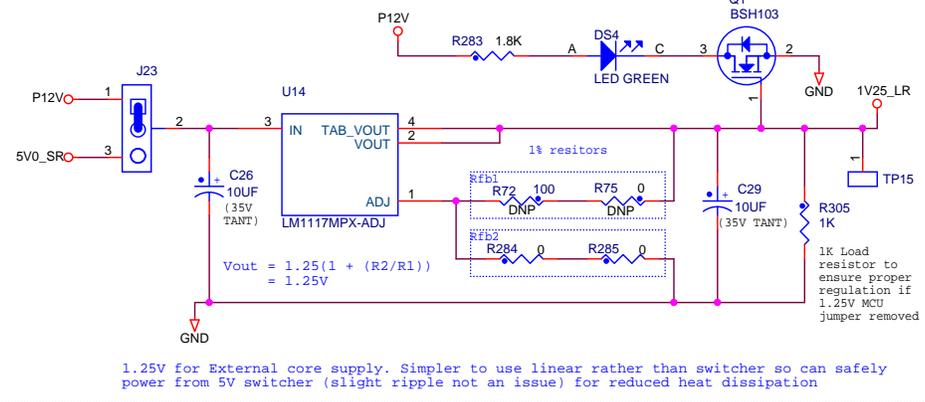 Q1
BSH103
P12V
R283 1.8K
A DS4 C
LED GREEN
3 2
1
GND
J23
P12V 1
2
5V0_SR 3
U14
3 IN TAB_VOUT 4
VOUT 2
ADJ 1
LM1117MPX-ADJ
1V25_LR
1% resitors
Rfb1
R72 100 R75 0
DNP DNP
Rfb2
R284 0 R285 0
C26
+
10UF
(35V
TANT)
C29
+
10UF
(35V TANT)
R305
1K
1
TP15
1K Load
resistor to
ensure proper
regulation if
1.25V MCU
jumper removed
Vout = 1.25(1 + (R2/R1))
= 1.25V
GND
1.25V for External core supply. Simpler to use linear rather than switcher so can safely
power from 5V switcher (slight ripple not an issue) for reduced heat dissipation